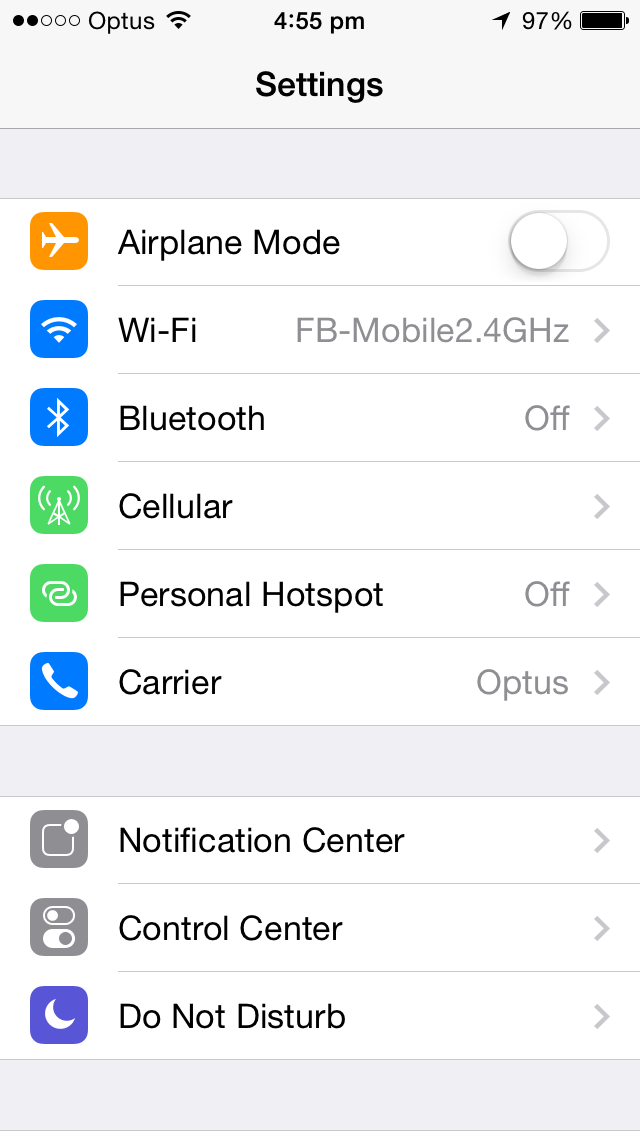 Optus 4:55 pm 97%
Settings
Airplane Mode
Wi-Fi FB-Mobile2.4GHz
Bluetooth Off
Cellular
Personal Hotspot Off
Carrier Optus
Notification Center
Control Center
Do Not Disturb